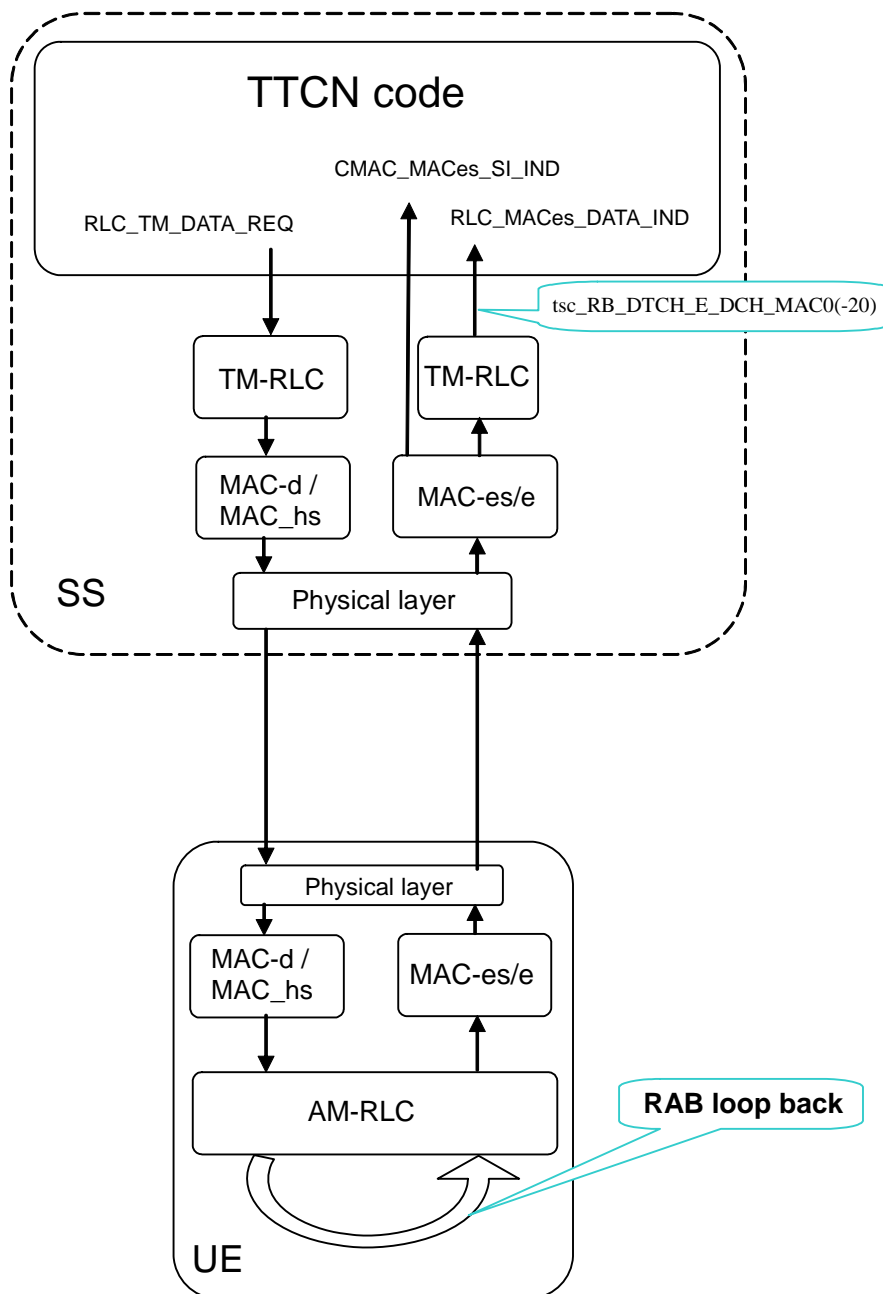 TTCN code
CMAC_MACes_SI_IND
RLC_TM_DATA_REQ
RLC_MACes_DATA_IND
tsc_RB_DTCH_E_DCH_MAC0(-20)
TM-RLC
TM-RLC
MAC-d /
MAC_hs
MAC-es/e
SS
Physical layer
Physical layer
MAC-d /
MAC_hs
MAC-es/e
AM-RLC
RAB loop back
UE